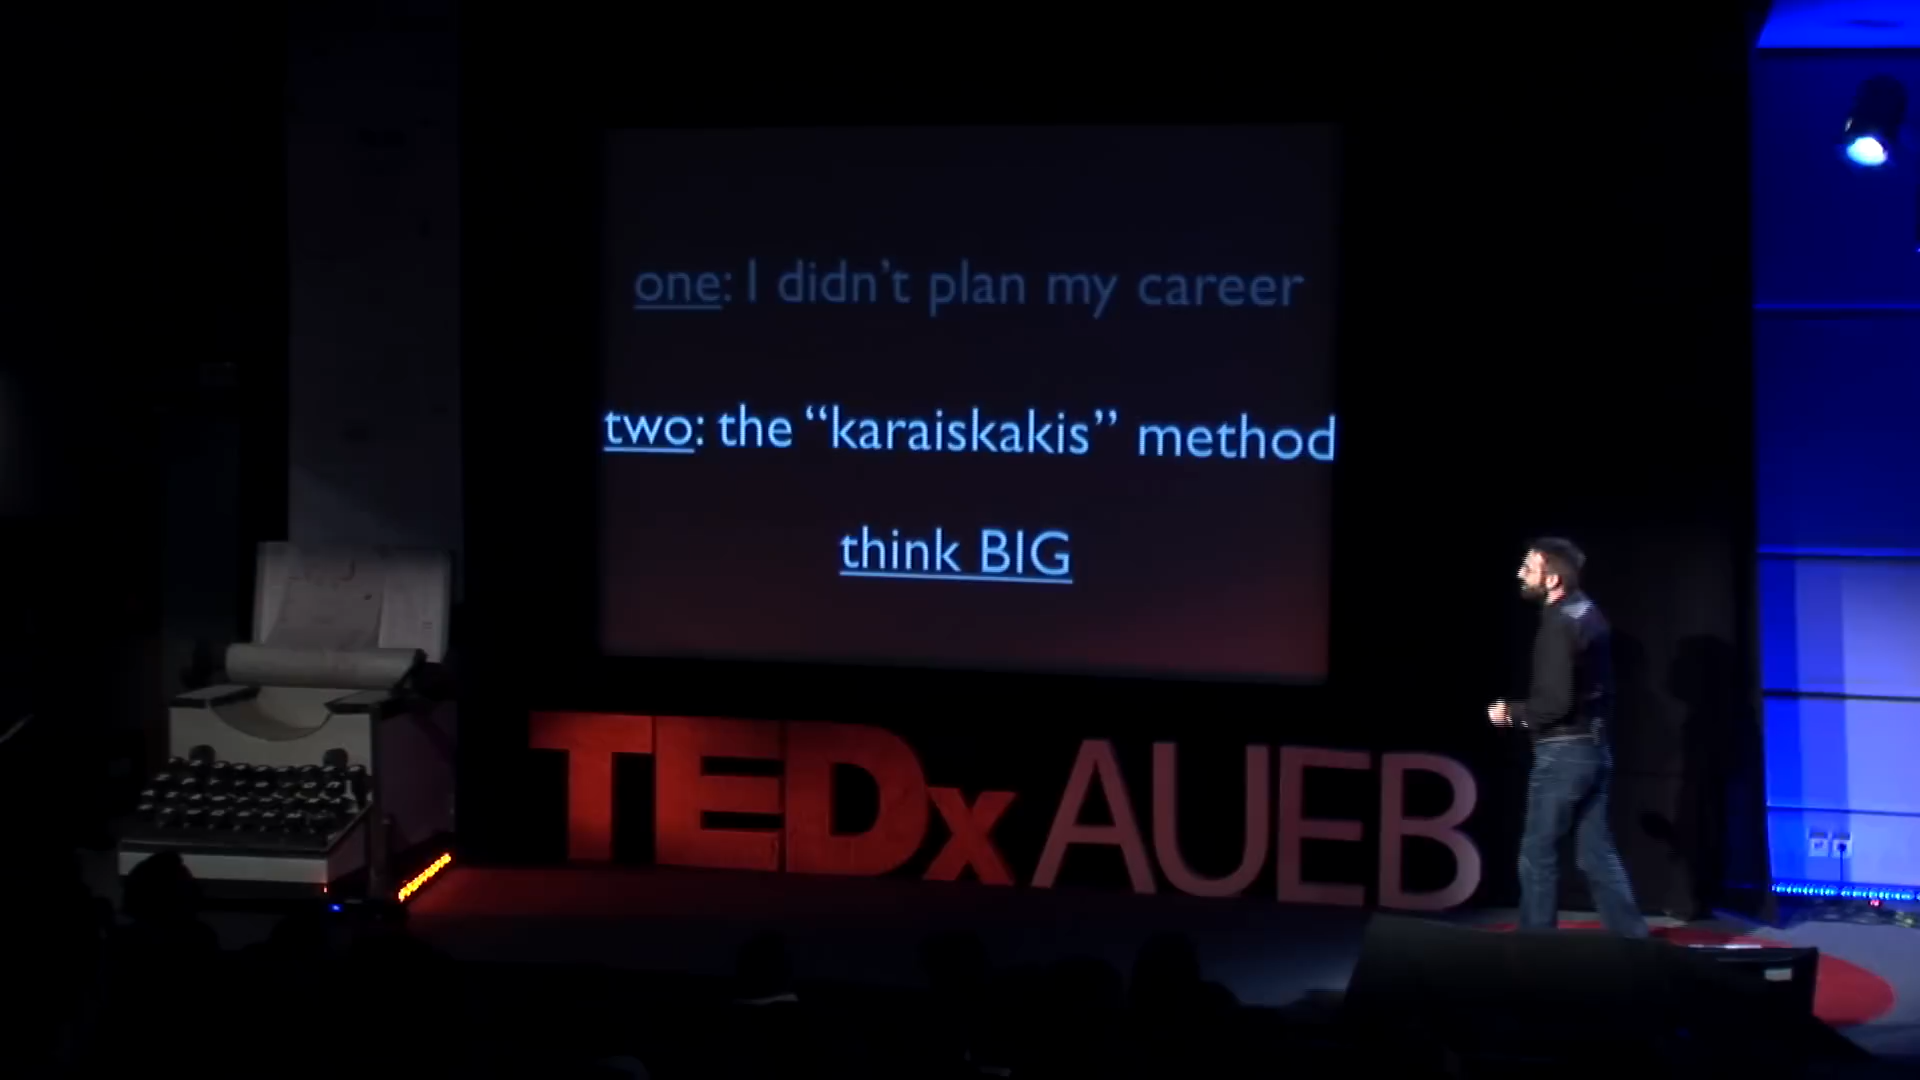 one: I didn't plan my career
two: the “karaiskakis” method
think BIG
TEDx AUEB